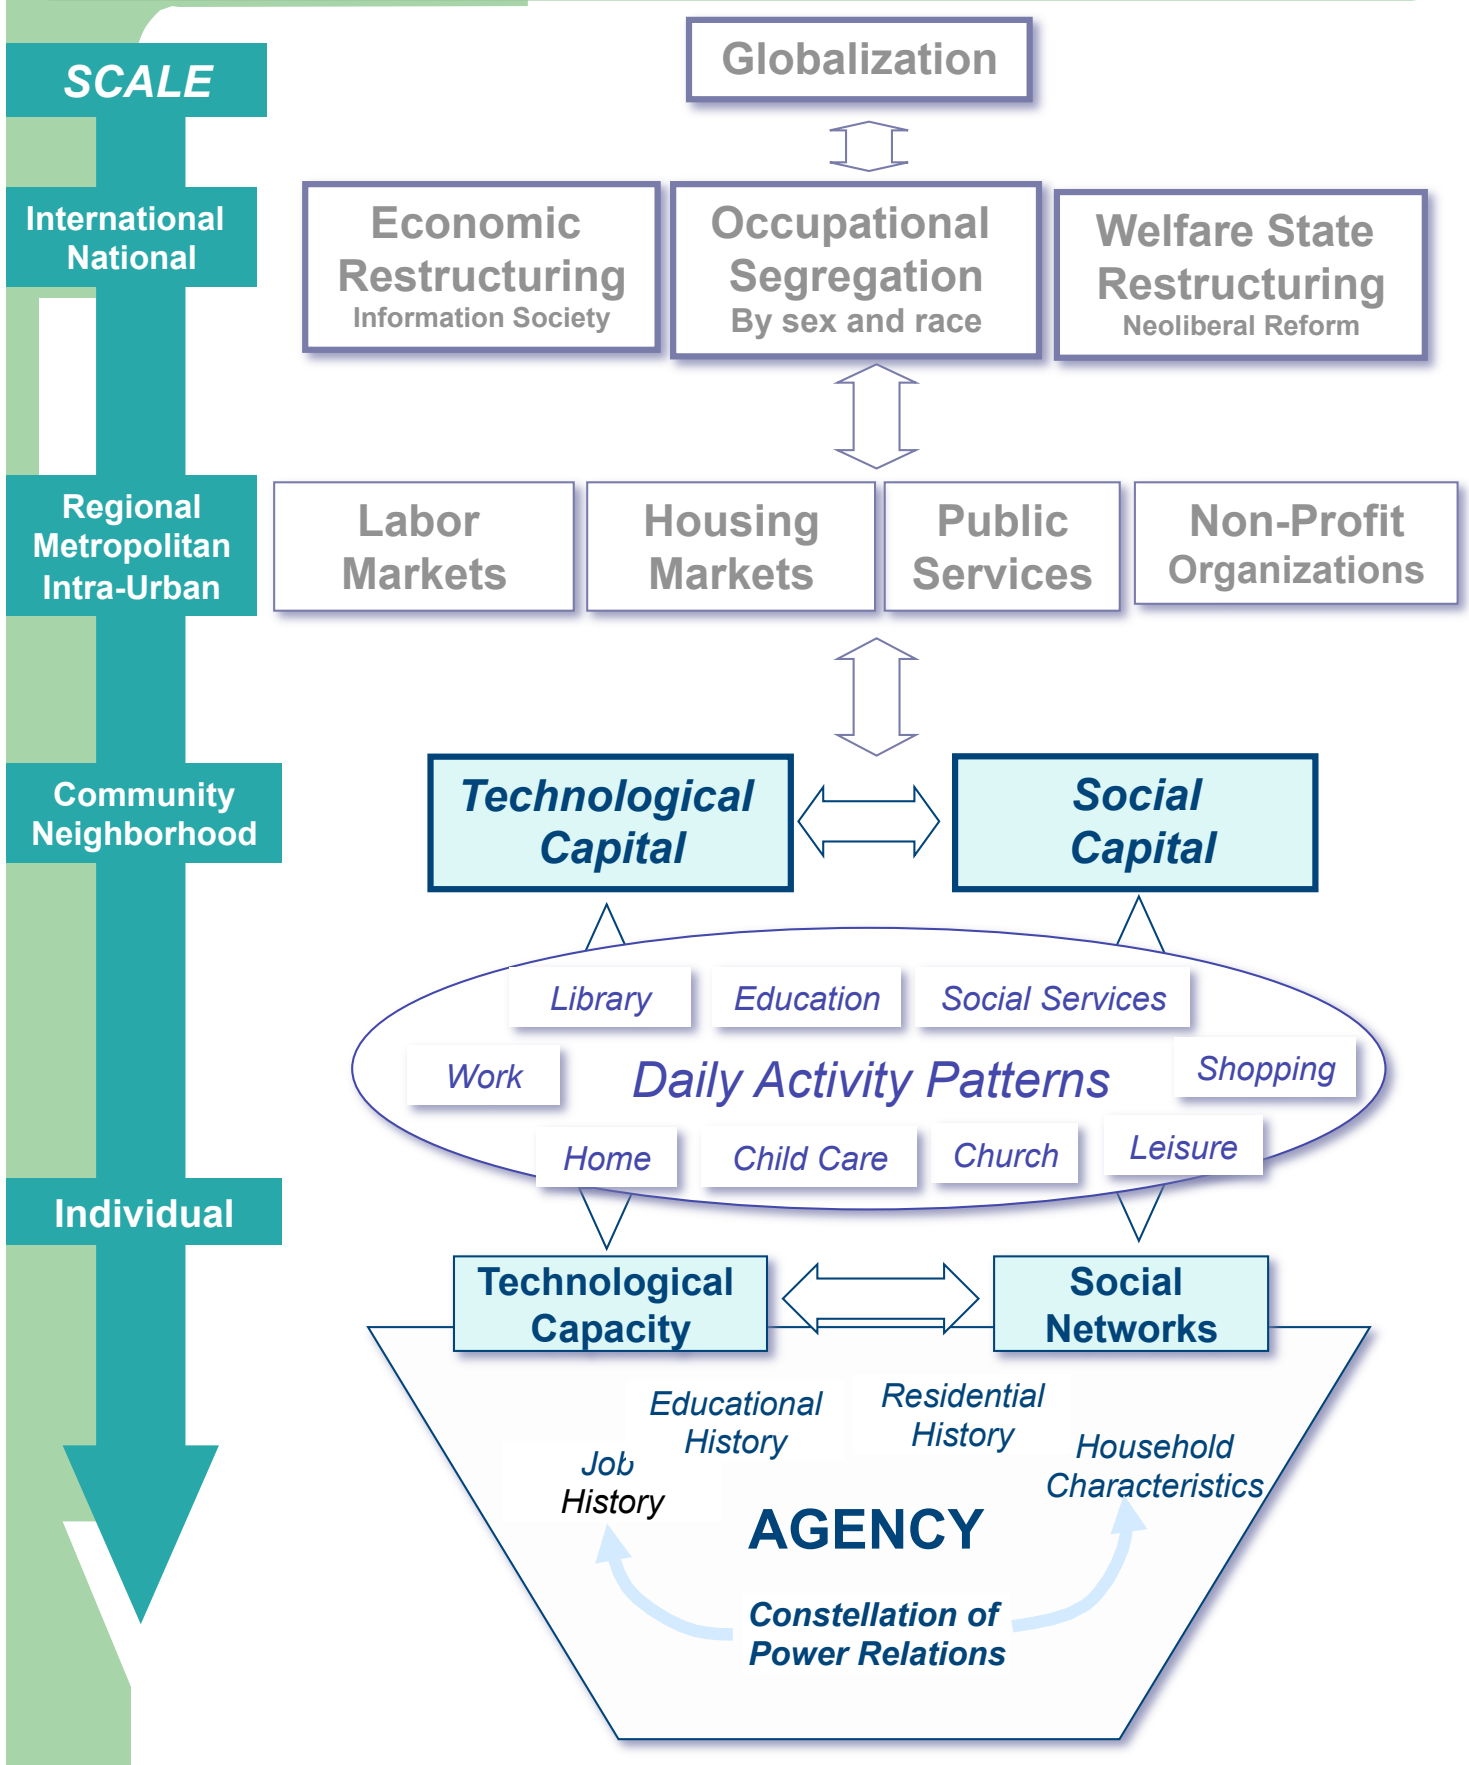 SCALE
Globalization
International
National
Economic
Restructuring
Information Society
Occupational
Segregation
By sex and race
Welfare State
Restructuring
Neoliberal Reform
Regional
Metropolitan
Intra-Urban
Labor
Markets
Housing
Markets
Public
Services
Non-Profit
Organizations
Community
Neighborhood
Technological
Capital
Social
Capital
Library
Education
Social Services
Work
Daily Activity Patterns
Shopping
Home
Child Care
Church
Leisure
Individual
Technological
Capacity
Social
Networks
Educational
History
Residential
History
Job
History
Household
Characteristics
AGENCY
Constellation of
Power Relations